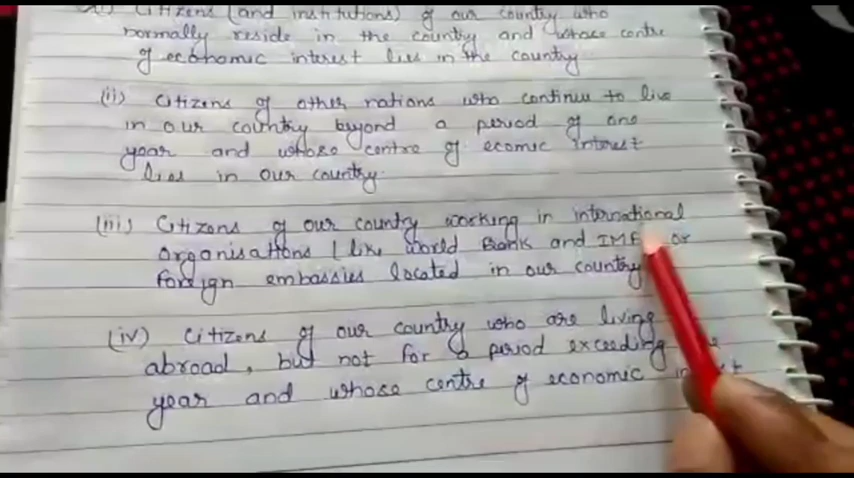 Citizens (and institutions) of our country who
normally reside in the country and whose centre
of economic interest lies in the country
(ii) Citizens of other nations who continue to live
in our country beyond a period of one
year and whose centre of ecomic interest
lies in our country
(iii) Citizens of our country working in international
organisations (like World Bank and IMF) or
foreign embassies located in our country
(iv) Citizens of our country who are living
abroad, but not for a period exceeding
year and whose centre of economic